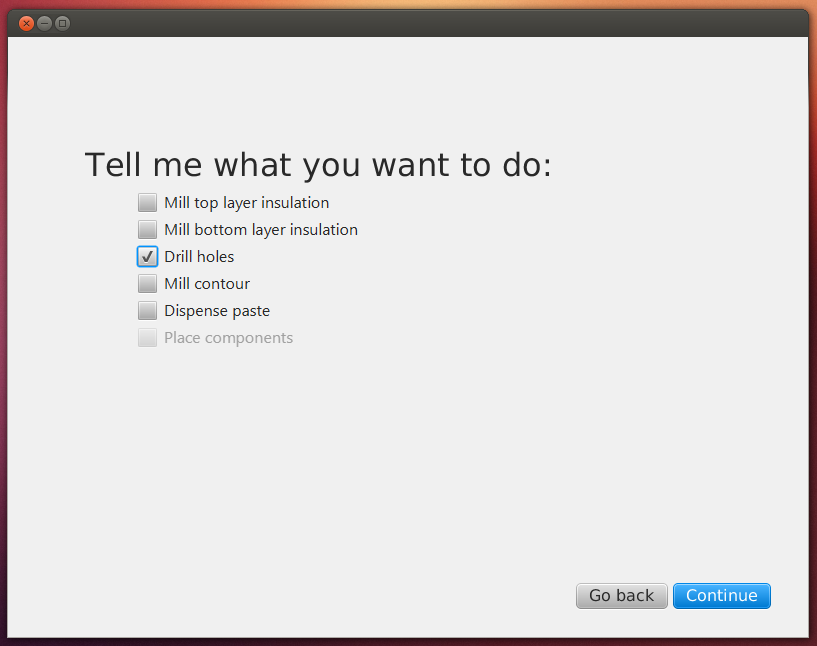 Tell me what you want to do:
Mill top layer insulation
Mill bottom layer insulation
Drill holes
Mill contour
Dispense paste
Place components
Go back
Continue